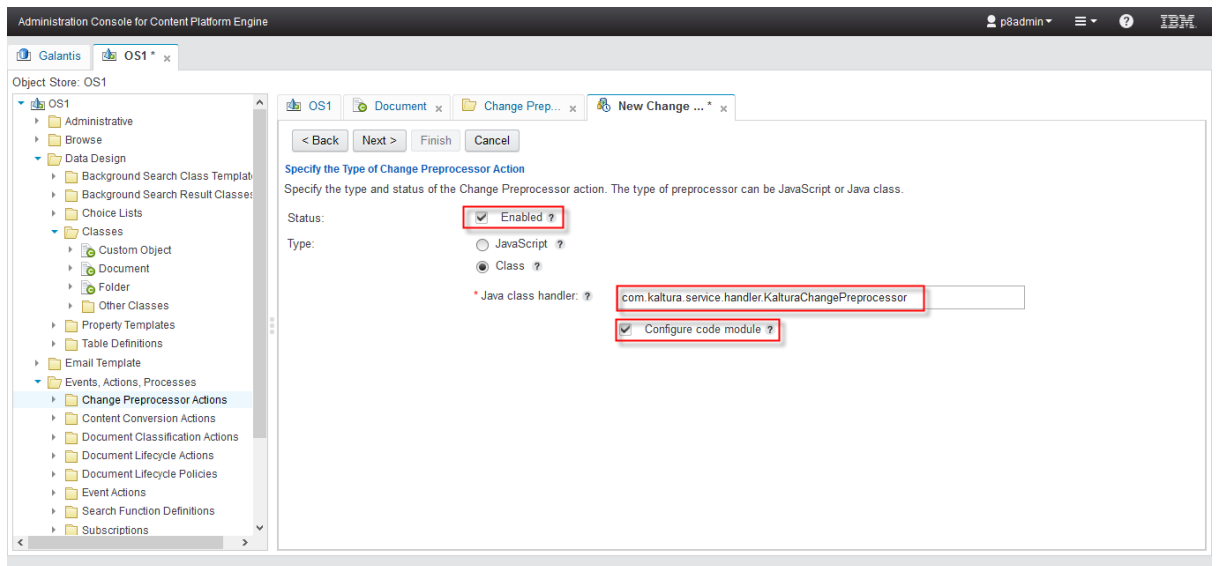 Administration Console for Content Platform Engine
p8admin
?
IBM
Galantis
OS1 *
x
Object Store: OS1
OS1
Administrative
Browse
Data Design
Background Search Class Templat
Background Search Result Classes
Choice Lists
Classes
Custom Object
Document
Folder
Other Classes
Property Templates
Table Definitions
Email Template
Events, Actions, Processes
Change Preprocessor Actions
Content Conversion Actions
Document Classification Actions
Document Lifecycle Actions
Document Lifecycle Policies
Event Actions
Search Function Definitions
Subscriptions
OS1 Document x Change Prep... x New Change ... * x
< Back Next > Finish Cancel
Specify the Type of Change Preprocessor Action
Specify the type and status of the Change Preprocessor action. The type of preprocessor can be JavaScript or Java class.
Status: Enabled ?
Type: JavaScript ?
Class ?
* Java class handler: ? com.kaltura.service.handler.KalturaChangePreprocessor
Configure code module ?